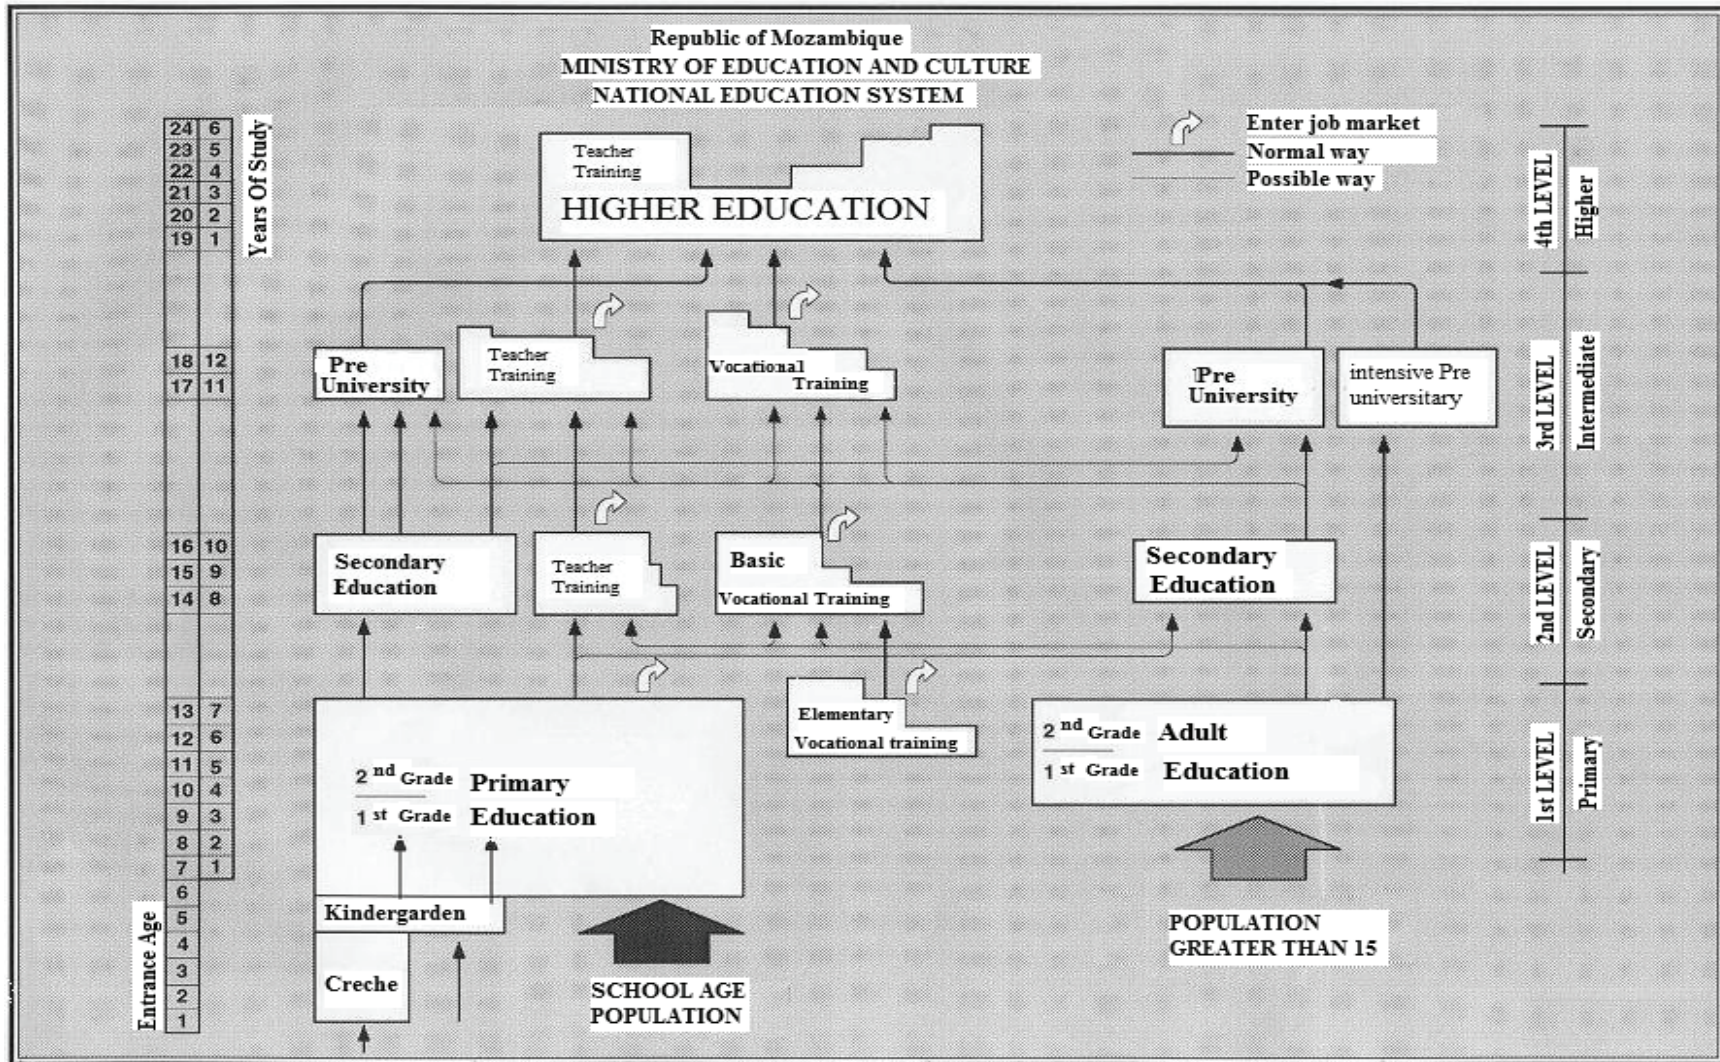 Republic of Mozambique
MINISTRY OF EDUCATION AND CULTURE
NATIONAL EDUCATION SYSTEM
Enter job market
Normal way
Possible way
Years Of Study
24 6
23 5
22 4
21 3
20 2
19 1
18 12
17 11
16 10
15 9
14 8
13 7
12 6
11 5
10 4
9 3
8 2
7 1
6
5
4
3
2
1
Entrance Age
Teacher
Training
HIGHER EDUCATION
Pre
University
Teacher
Training
Vocational
Training
Pre
University
intensive Pre
universitary
Secondary
Education
Teacher
Training
Basic
Vocational Training
Secondary
Education
2 nd Grade Primary
1 st Grade Education
Elementary
Vocational training
2 nd Grade Adult
1 st Grade Education
Kindergarden
Creche
SCHOOL AGE
POPULATION
POPULATION
GREATER THAN 15
4th LEVEL
Higher
3rd LEVEL
Intermediate
2nd LEVEL
Secondary
1st LEVEL
Primary